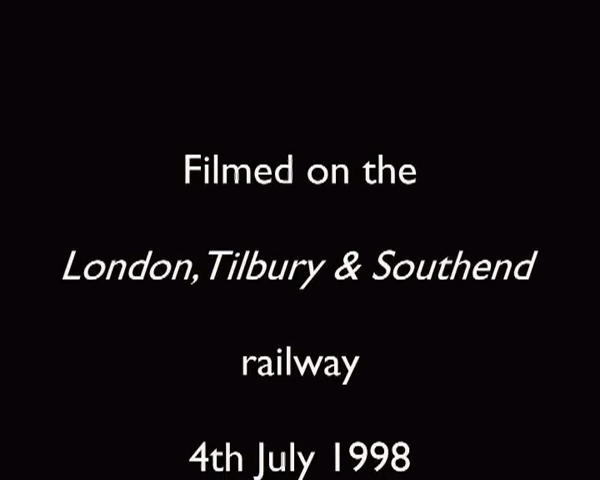 Filmed on the
London, Tilbury & Southend
railway
4th July 1998